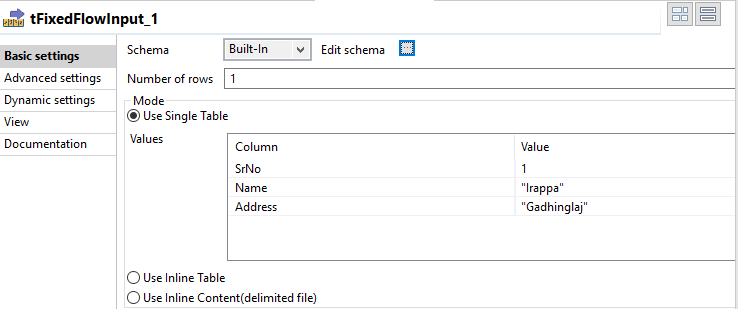 tFixedFlowInput_1
Basic settings
Advanced settings
Dynamic settings
View
Documentation
Schema Built-In Edit schema ...
Number of rows 1
Mode
Use Single Table
Values
Column Value
SrNo 1
Name "Irappa"
Address "Gadhinglaj"
Use Inline Table
Use Inline Content(delimited file)